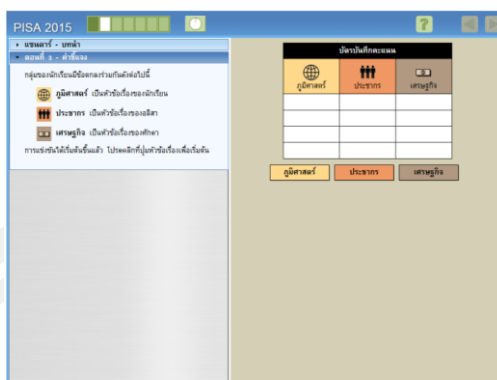 PISA 2015
?
แซนดาร์ - บทนำ
ตอนที่ 1 - คำชี้แจง
กลุ่มของนักเรียนมีข้อตกลงร่วมกันดังต่อไปนี้
ภูมิศาสตร์ เป็นหัวข้อเรื่องของนักเรียน
ประชากร เป็นหัวข้อเรื่องของอลิสา
เศรษฐกิจ เป็นหัวข้อเรื่องของศักดา
การแข่งขันได้เริ่มต้นขึ้นแล้ว โปรดคลิกที่ปุ่มหัวข้อเรื่องเพื่อเริ่มต้น
บัตรบันทึกคะแนน
ภูมิศาสตร์ ประชากร เศรษฐกิจ
ภูมิศาสตร์ ประชากร เศรษฐกิจ